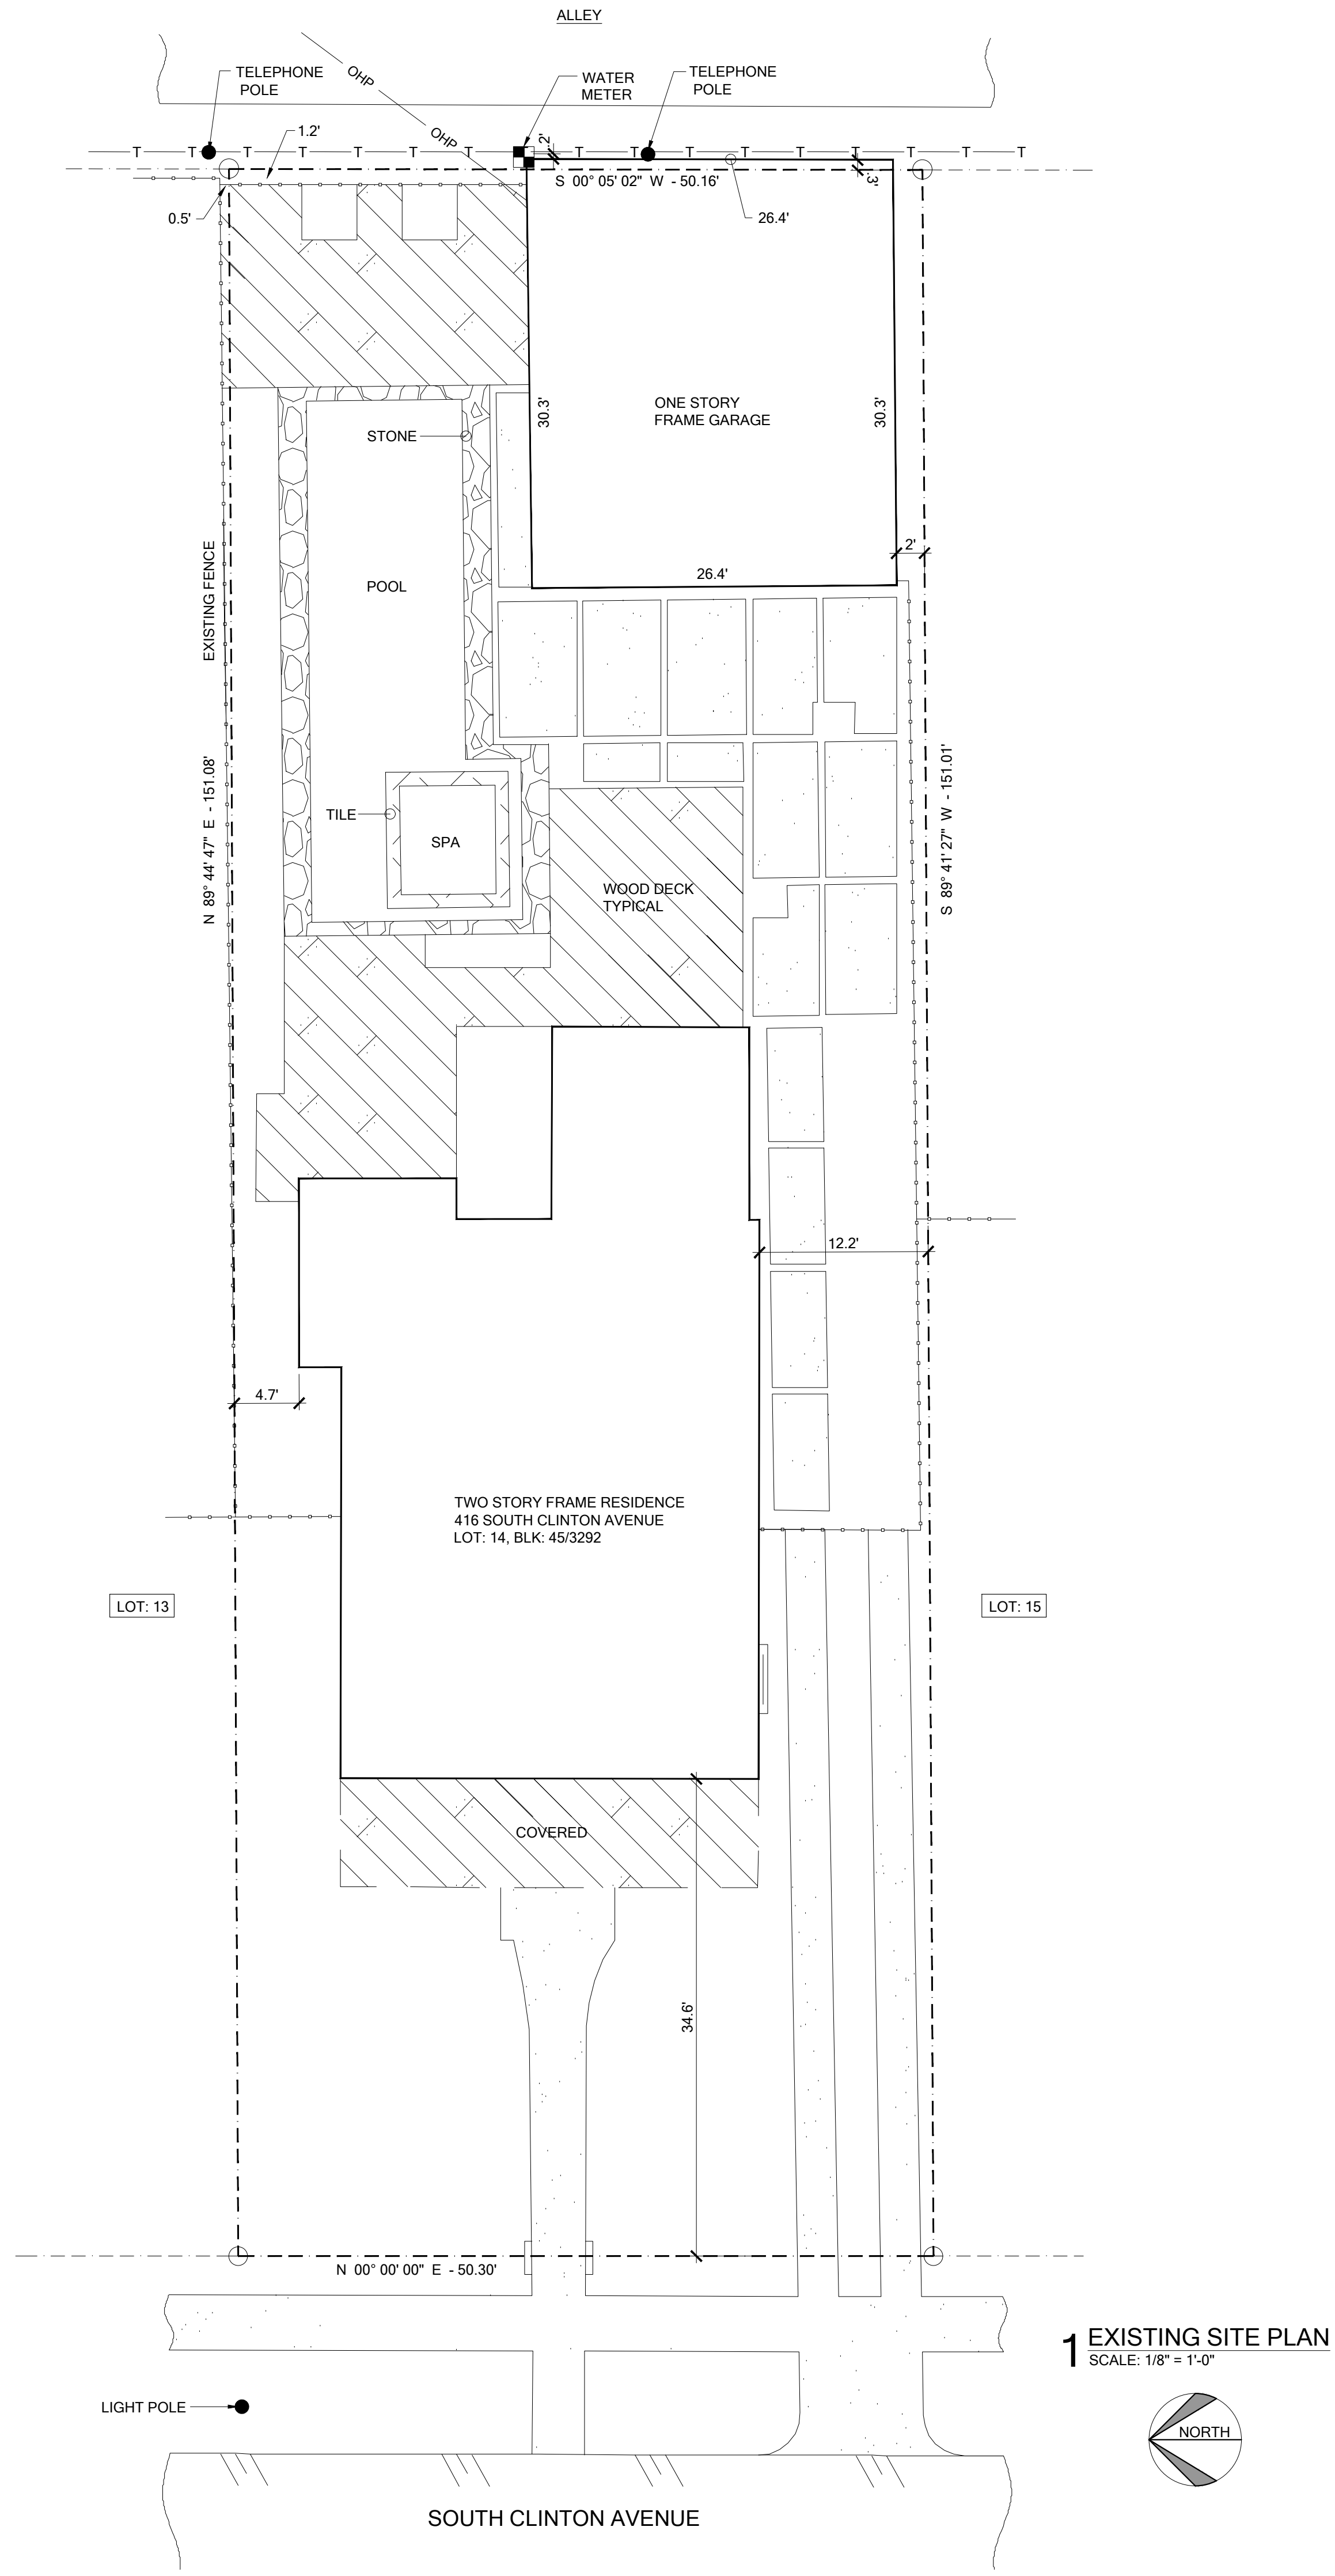 ALLEY
TELEPHONE
POLE
OHP
WATER
METER
TELEPHONE
POLE
1.2'
OHP
.2'
T T T T T T T T T T T T T T T
S 00° 05' 02" W - 50.16'
.3'
0.5'
26.4'
30.3'
ONE STORY
FRAME GARAGE
30.3'
STONE
EXISTING FENCE
POOL
2'
26.4'
N 89° 44' 47" E - 151.08'
TILE
SPA
S 89° 41' 27" W - 151.01'
WOOD DECK
TYPICAL
12.2'
4.7'
TWO STORY FRAME RESIDENCE
416 SOUTH CLINTON AVENUE
LOT: 14, BLK: 45/3292
LOT: 13
LOT: 15
COVERED
34.6'
N 00° 00' 00" E - 50.30'
1 EXISTING SITE PLAN
SCALE: 1/8" = 1'-0"
LIGHT POLE
NORTH
SOUTH CLINTON AVENUE